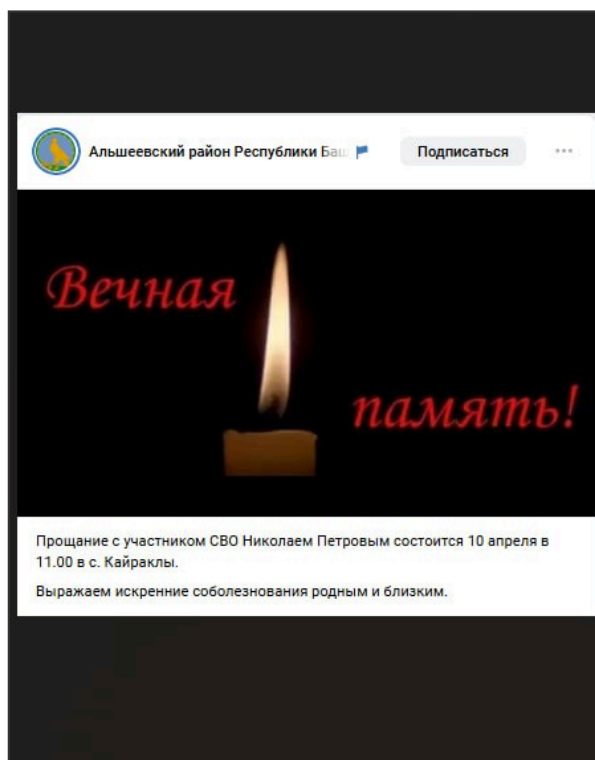 Альшеевский район Республики
Подписаться
Вечная
память!
Прощание с участником СВО Николаем Петровым состоится 10 апреля в
11.00 в с. Кайраклы.
Выражаем искренние соболезнования родным и близким.